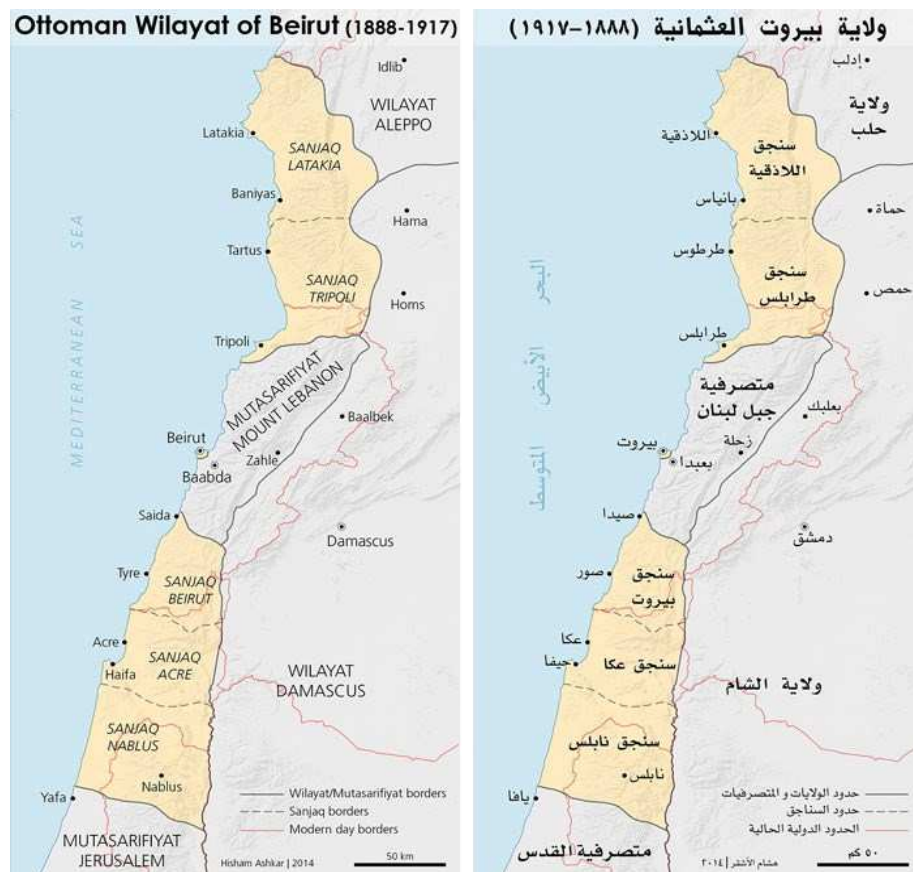 Ottoman Wilayat of Beirut (1888-1917)
Idlib
WILAYAT
ALEPPO
Latakia
SANJAQ
LATAKIA
Baniyas
Hama
Tartus
MEDITERRANEAN SEA
SANJAQ
TRIPOLI
Homs
Tripoli
MUTASARIFIYAT
MOUNT LEBANON
Baalbek
Beirut
Zahle
Baabda
Saida
Damascus
Tyre
SANJAQ
BEIRUT
Acre
SANJAQ
ACRE
Haifa
WILAYAT
DAMASCUS
SANJAQ
NABLUS
Nablus
Yafa
Wilayat/Mutasarifiyat borders
Sanjaq borders
Modern day borders
MUTASARIFIYAT
JERUSALEM
Hisham Ashkar | 2014
50 km
ولاية بيروت العثمانية (١٨٨٨-١٩١٧)
إدلب
ولاية
حلب
اللاذقية
سنجق
اللاذقية
بانياس
حماة
طرطوس
البحر الأبيض المتوسط
سنجق
طرابلس
حمص
طرابلس
متصرفية
جبل لبنان
بعلبك
بيروت
زحلة
بعبدا
صيدا
دمشق
صور
سنجق
بيروت
عكا
سنجق عكا
حيفا
ولاية الشام
سنجق نابلس
نابلس
يافا
حدود الولايات و المتصرفيات
حدود السناجق
الحدود الدولية الحالية
متصرفية القدس
هشام الأشقر | ٢٠١٤
٥٠ كم